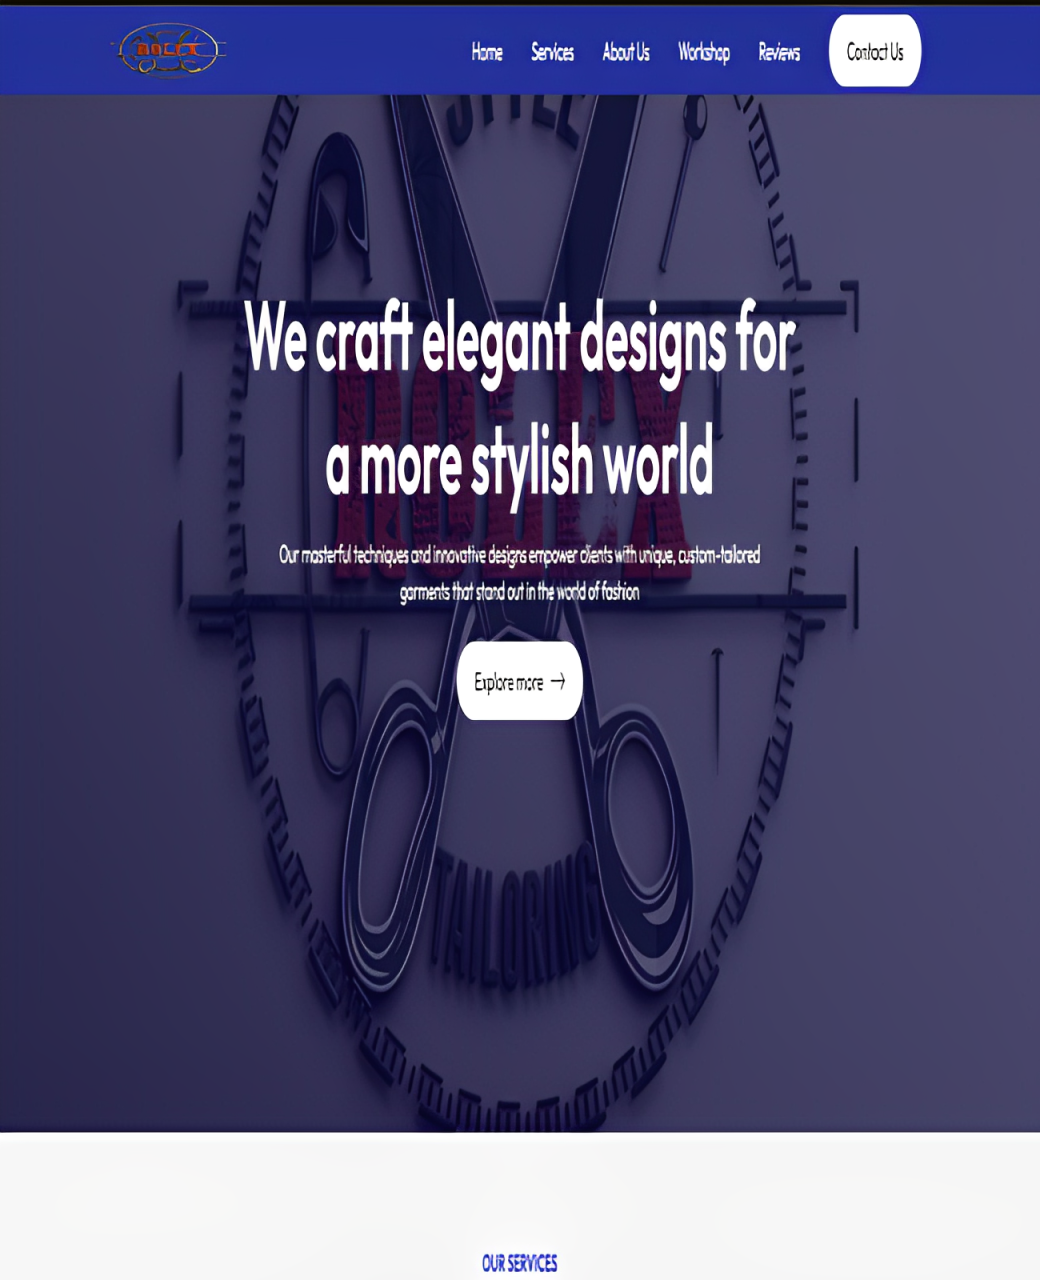 ROLEX
Home Services About Us Workshop Reviews Contact Us
ROLEX
We craft elegant designs for
a more stylish world
Our masterful techniques and innovative designs empower clients with unique, custom-tailored
garments that stand out in the world of fashion
Explore more →
TAILORING
OUR SERVICES